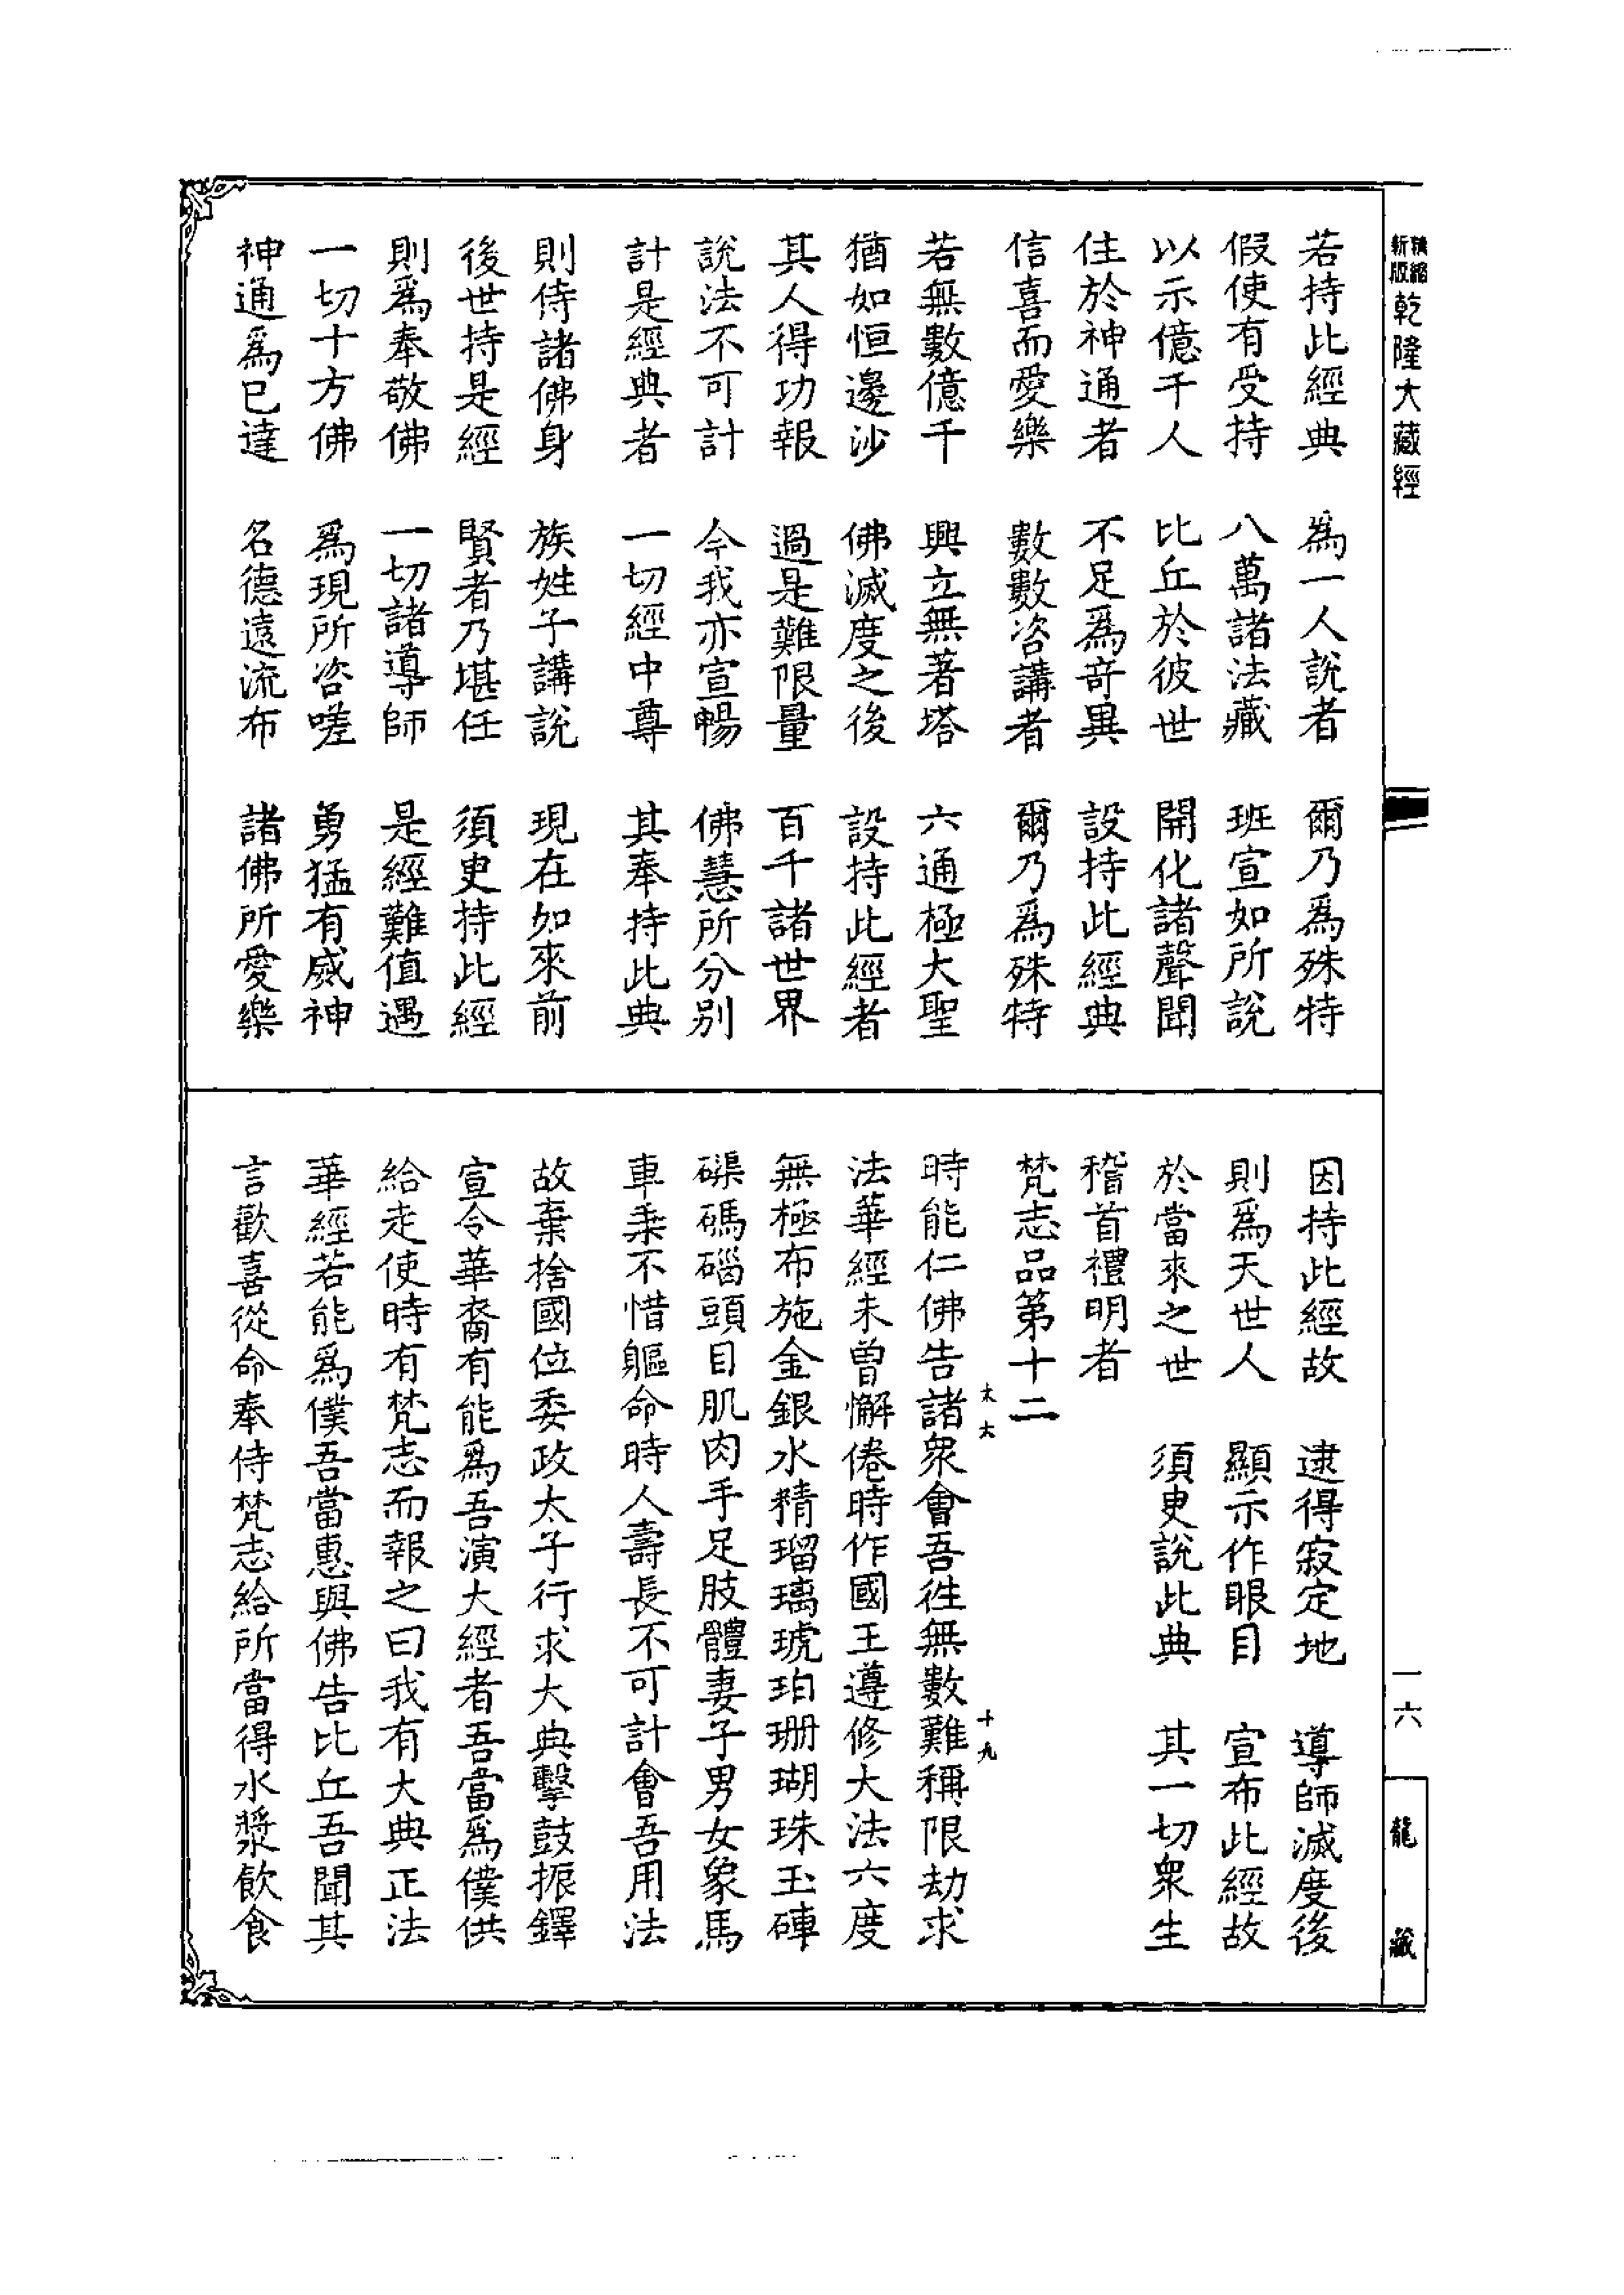 精縮
新版
乾隆大藏經
一六
龍藏
若持此經典　爲一人說者　爾乃爲殊特
假使有受持　八萬諸法藏　班宣如所說
以示億千人　比丘於彼世　開化諸聲聞
住於神通者　不足爲竒異　設持此經典
信喜而愛樂　數數咨講者　爾乃爲殊特
若無數億千　興立無著塔　六通極大聖
猶如恒邊沙　佛滅度之後　設持此經者
其人得功報　過是難限量　百千諸世界
說法不可計　今我亦宣暢　佛慧所分別
計是經典者　一切經中尊　其奉持此典
則侍諸佛身　族姓子講說　現在如來前
後世持是經　賢者乃堪任　須臾持此經
則爲奉敬佛　一切諸導師　是經難值遇
一切十方佛　爲現所咨嗟　勇猛有威神
神通爲已達　名德遠流布　諸佛所愛樂
因持此經故　逮得寂定地　導師滅度後
則爲天世人　顯示作眼目　宣布此經故
於當來之世　須臾說此典　其一切衆生
稽首禮明者
梵志品第十二
太六　十九
時能仁佛告諸衆會吾徃無數難稱限劫求
法華經未曾懈倦時作國王遵修大法六度
無極布施金銀水精瑠璃琥珀珊瑚珠玉硨
磲碼碯頭目肌肉手足肢體妻子男女象馬
車乘不惜軀命時人壽長不可計會吾用法
故棄捨國位委政太子行求大典擊鼓振鐸
宣令華裔有能爲吾演大經者吾當爲僕供
給走使時有梵志而報之曰我有大典正法
華經若能爲僕吾當惠與佛告比丘吾聞其
言歡喜從命奉侍梵志給所當得水漿飲食